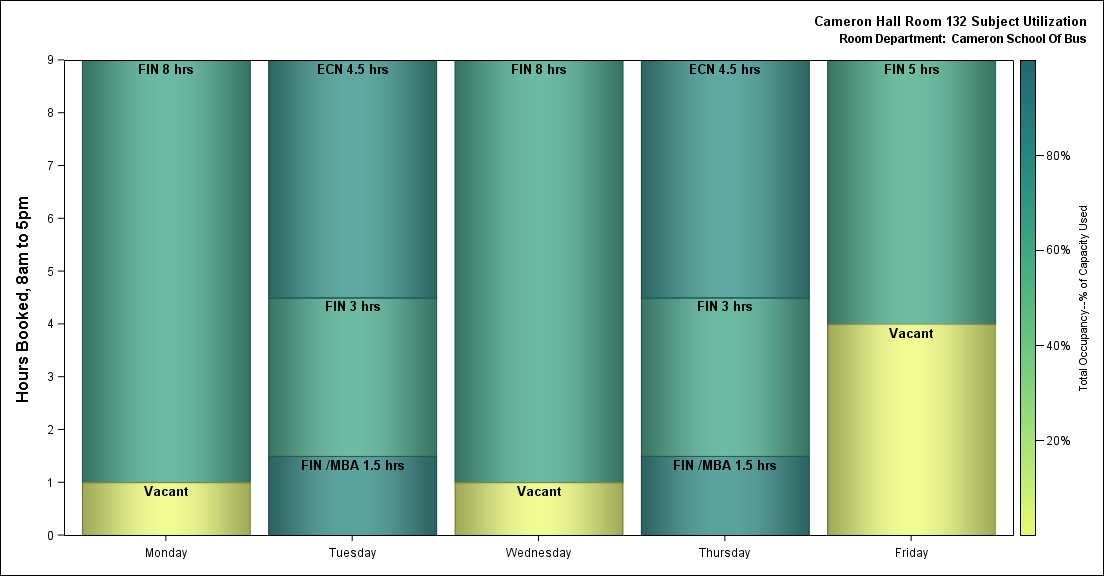 Cameron Hall Room 132 Subject Utilization
Room Department: Cameron School Of Bus
Hours Booked, 8am to 5pm
9
8
7
6
5
4
3
2
1
0
FIN 8 hrs
Vacant
ECN 4.5 hrs
FIN 3 hrs
FIN /MBA 1.5 hrs
FIN 8 hrs
Vacant
ECN 4.5 hrs
FIN 3 hrs
FIN /MBA 1.5 hrs
FIN 5 hrs
Vacant
Monday
Tuesday
Wednesday
Thursday
Friday
80%
60%
40%
20%
Total Occupancy--% of Capacity Used